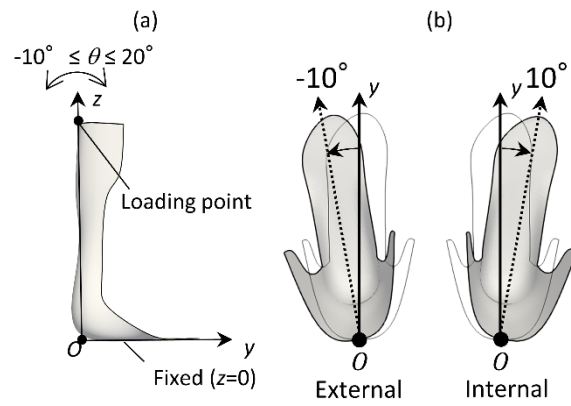 (a)
-10° ≤ θ ≤ 20°
z
Loading point
O
y
Fixed (z=0)
(b)
-10°
y
O
External
y
10°
O
Internal